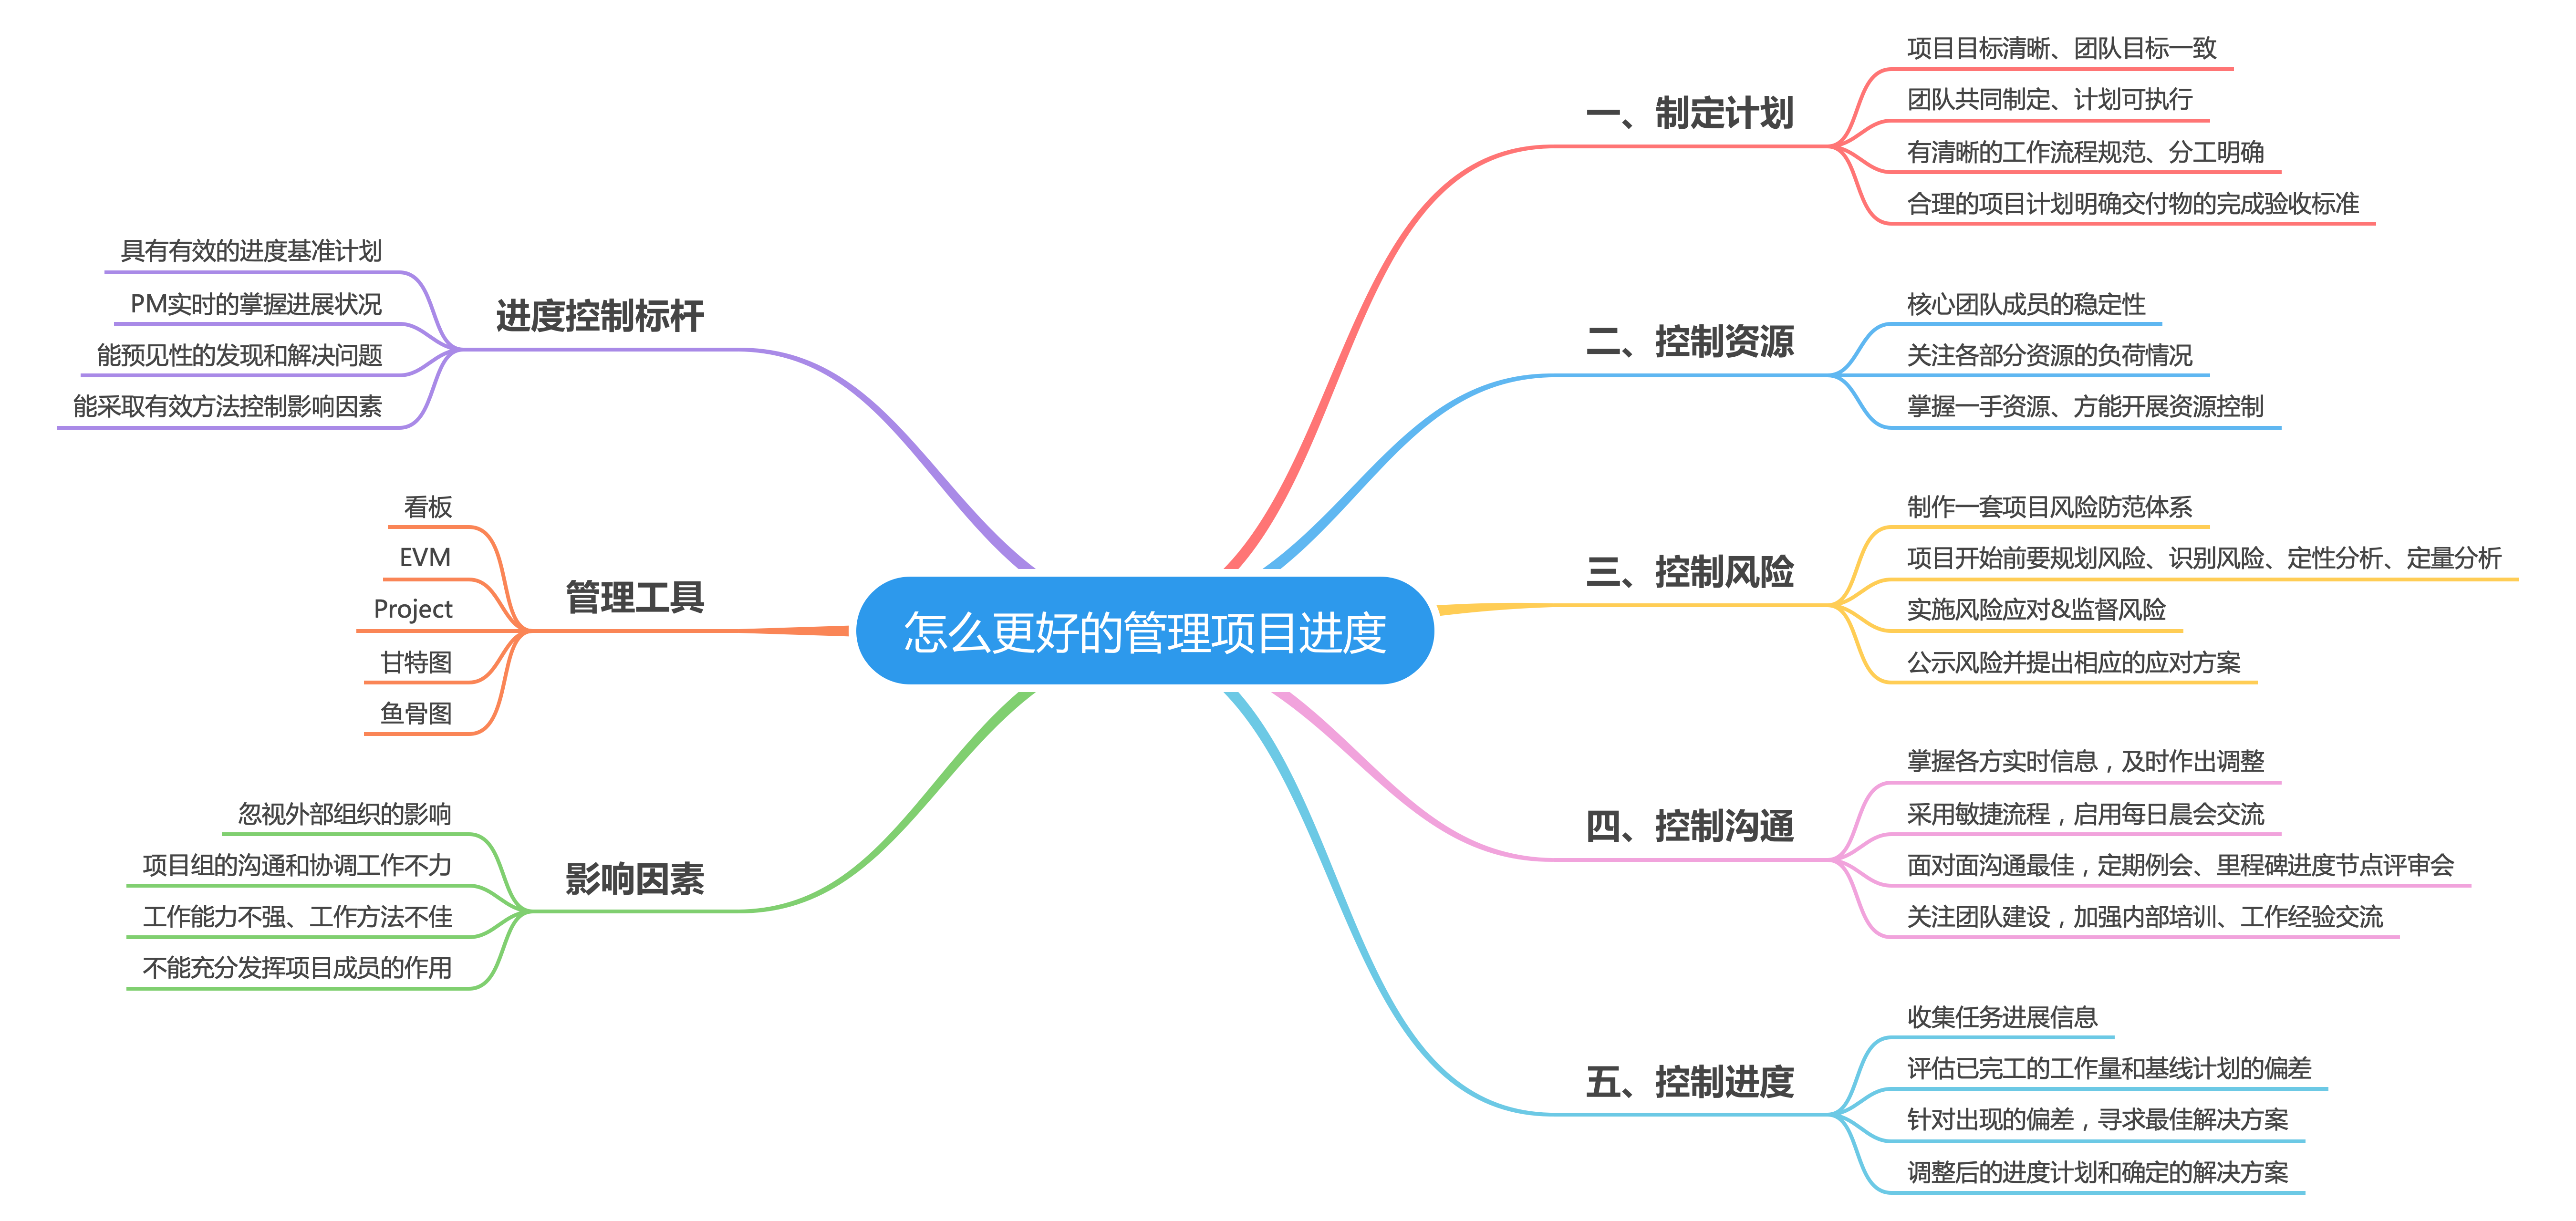 怎么更好的管理项目进度
一、制定计划
项目目标清晰、团队目标一致
团队共同制定、计划可执行
有清晰的工作流程规范、分工明确
合理的项目计划明确交付物的完成验收标准
二、控制资源
核心团队成员的稳定性
关注各部分资源的负荷情况
掌握一手资源、方能开展资源控制
三、控制风险
制作一套项目风险防范体系
项目开始前要规划风险、识别风险、定性分析、定量分析
实施风险应对&监督风险
公示风险并提出相应的应对方案
四、控制沟通
掌握各方实时信息，及时作出调整
采用敏捷流程，启用每日晨会交流
面对面沟通最佳，定期例会、里程碑进度节点评审会
关注团队建设，加强内部培训、工作经验交流
五、控制进度
收集任务进展信息
评估已完工的工作量和基线计划的偏差
针对出现的偏差，寻求最佳解决方案
调整后的进度计划和确定的解决方案
进度控制标杆
具有有效的进度基准计划
PM实时的掌握进展状况
能预见性的发现和解决问题
能采取有效方法控制影响因素
管理工具
看板
EVM
Project
甘特图
鱼骨图
影响因素
忽视外部组织的影响
项目组的沟通和协调工作不力
工作能力不强、工作方法不佳
不能充分发挥项目成员的作用